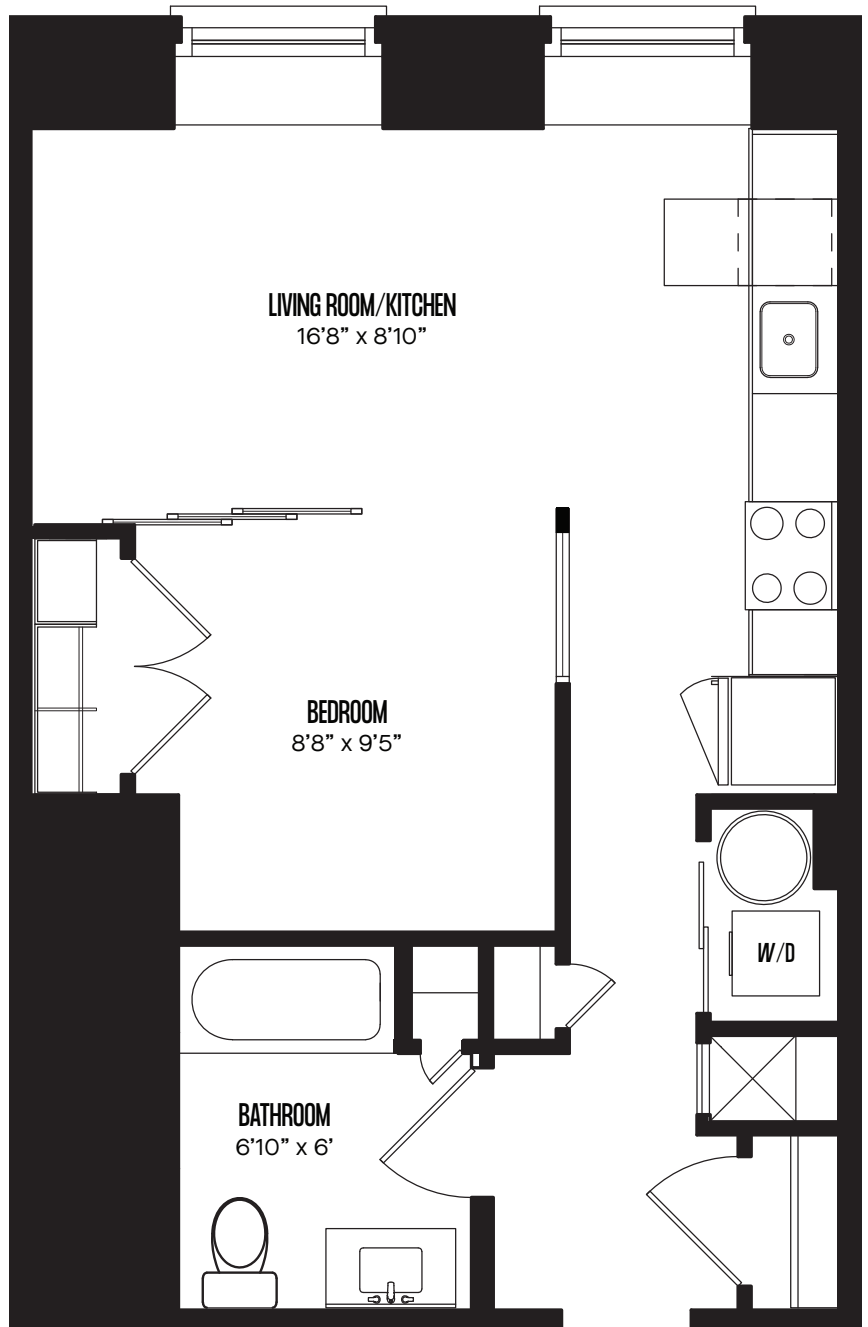 LIVING ROOM/KITCHEN
16’8” x 8’10”
BEDROOM
8’8” x 9’5”
W/D
BATHROOM
6’10” x 6’